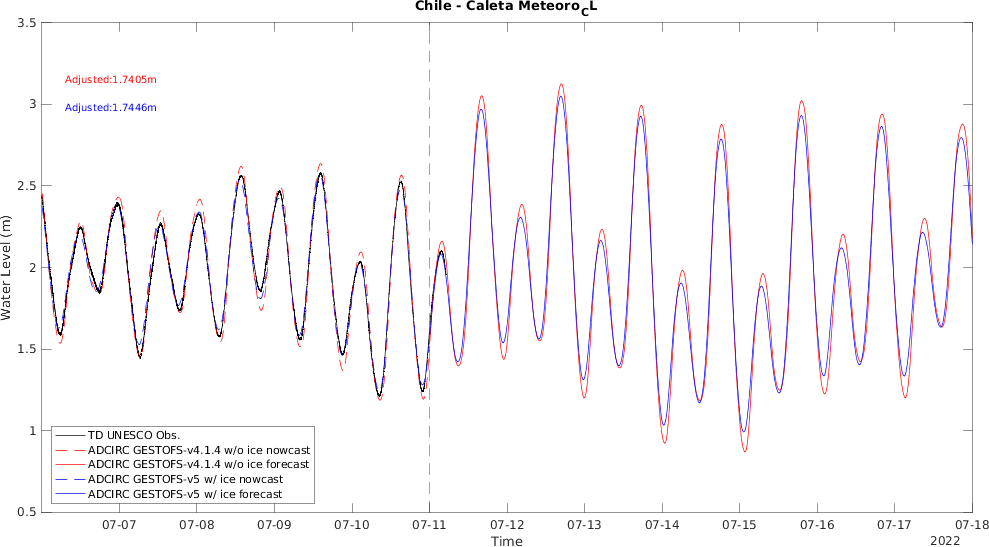 Chile - Caleta Meteoro_CL
3.5
3
2.5
2
1.5
1
0.5
Water Level (m)
Adjusted:1.7405m
Adjusted:1.7446m
TD UNESCO Obs.
ADCIRC GESTOFS-v4.1.4 w/o ice nowcast
ADCIRC GESTOFS-v4.1.4 w/o ice forecast
ADCIRC GESTOFS-v5 w/ ice nowcast
ADCIRC GESTOFS-v5 w/ ice forecast
07-07 07-08 07-09 07-10 07-11 07-12 07-13 07-14 07-15 07-16 07-17 07-18
Time
2022